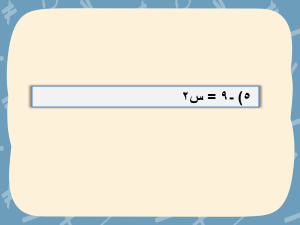 ٥) -٩ = س٢